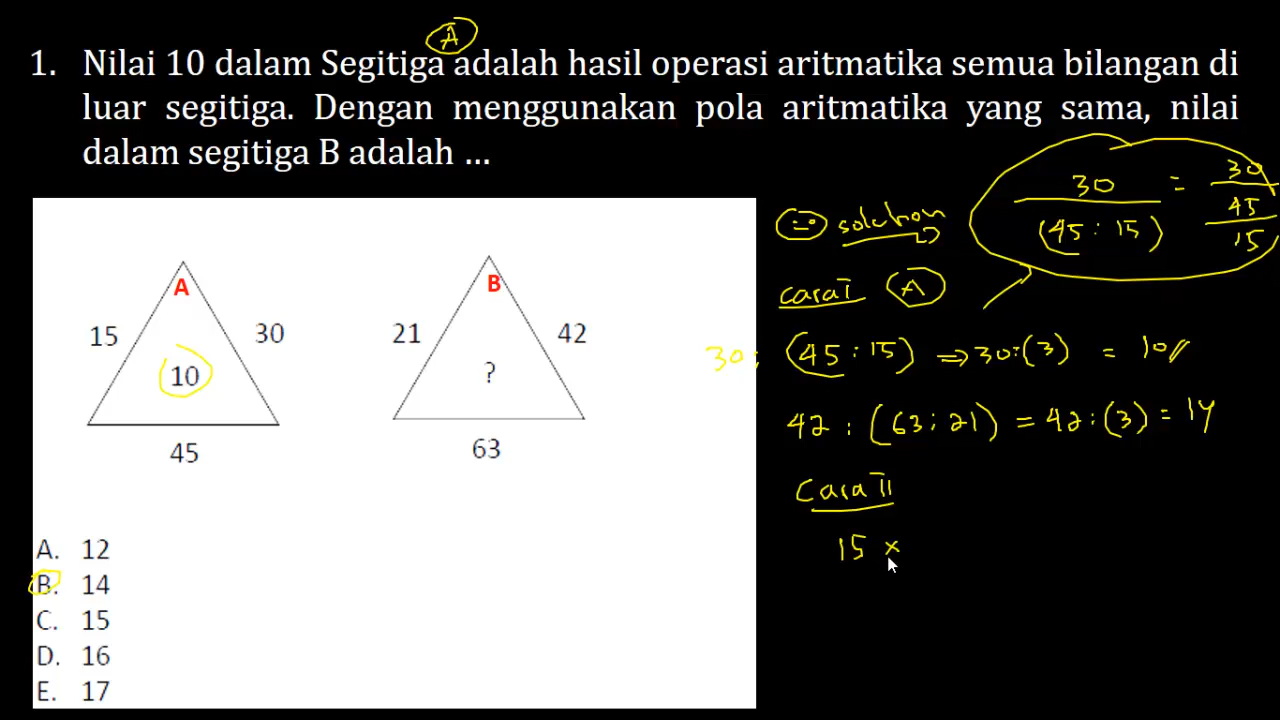 A
1. Nilai 10 dalam Segitiga adalah hasil operasi aritmatika semua bilangan di
luar segitiga. Dengan menggunakan pola aritmatika yang sama, nilai
dalam segitiga B adalah ...
30 / (45 : 15) = 30 / 45 / 15
solution
cara I A
30 : (45 : 15) ⇒ 30 : (3) = 10
42 : (63 : 21) = 42 : (3) = 14
Cara II
15 ×
A
15 30
10
45
B
21 42
?
63
A. 12
B. 14
C. 15
D. 16
E. 17